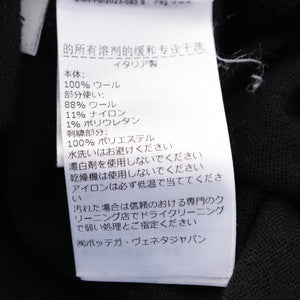 的所有溶剂的缓和专业干洗
イタリア製
本体:
100% ウール
部分使い:
88% ウール
11% ナイロン
1% ポリウレタン
刺繍部分:
100% ポリエステル
水洗いはお避けください
漂白剤を使用しないでください
乾燥機は使用しないでください
アイロンは必ず低温で当ててくだ
さい
汚れた場合は信頼のおける専門のク
リーニング店でドライクリーニング
で弱い処理とご指定ください
㈱ボッテガ・ヴェネタジャパン